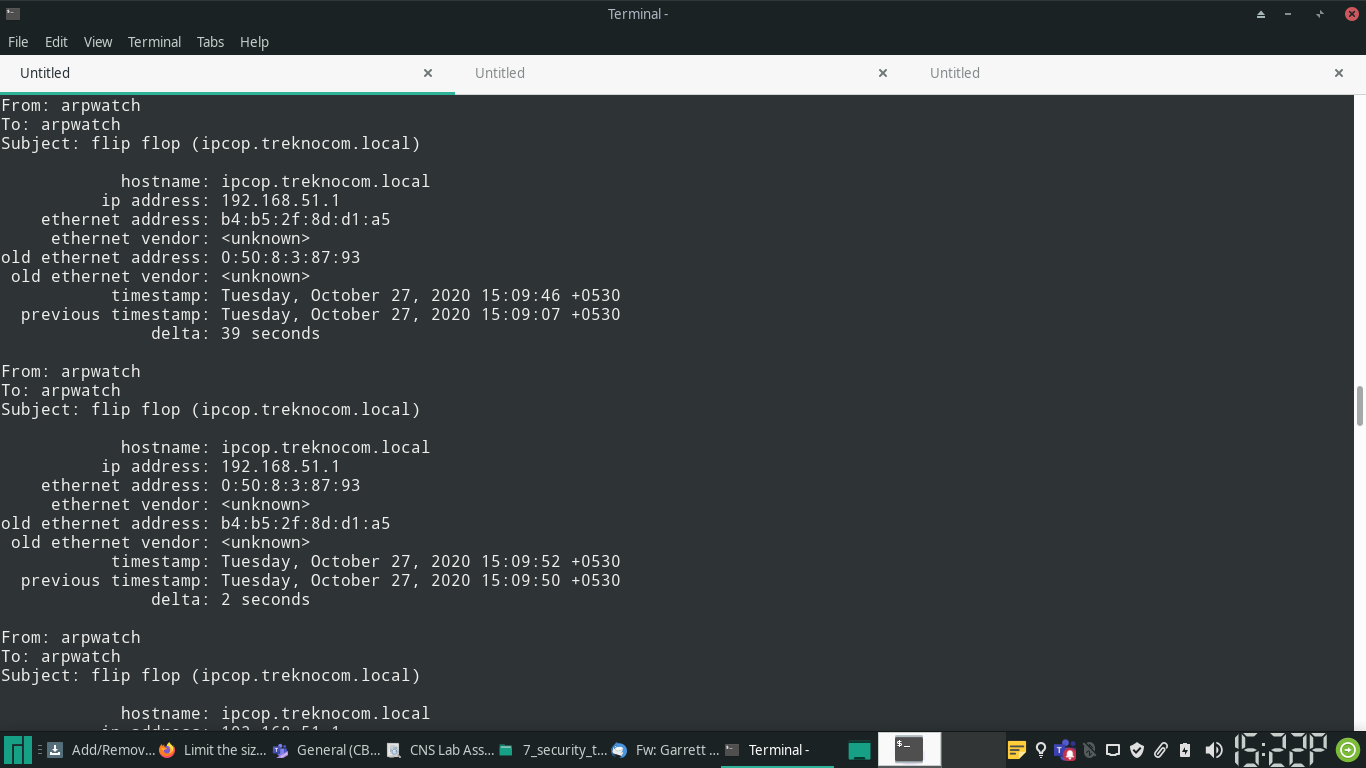 Terminal -
File Edit View Terminal Tabs Help
Untitled Untitled Untitled
From: arpwatch
To: arpwatch
Subject: flip flop (ipcop.treknocom.local)
hostname: ipcop.treknocom.local
ip address: 192.168.51.1
ethernet address: b4:b5:2f:8d:d1:a5
ethernet vendor: <unknown>
old ethernet address: 0:50:8:3:87:93
old ethernet vendor: <unknown>
timestamp: Tuesday, October 27, 2020 15:09:46 +0530
previous timestamp: Tuesday, October 27, 2020 15:09:07 +0530
delta: 39 seconds
From: arpwatch
To: arpwatch
Subject: flip flop (ipcop.treknocom.local)
hostname: ipcop.treknocom.local
ip address: 192.168.51.1
ethernet address: 0:50:8:3:87:93
ethernet vendor: <unknown>
old ethernet address: b4:b5:2f:8d:d1:a5
old ethernet vendor: <unknown>
timestamp: Tuesday, October 27, 2020 15:09:52 +0530
previous timestamp: Tuesday, October 27, 2020 15:09:50 +0530
delta: 2 seconds
From: arpwatch
To: arpwatch
Subject: flip flop (ipcop.treknocom.local)
hostname: ipcop.treknocom.local
ip address: 192.168.51.1
Add/Remov... Limit the siz... General (CB... CNS Lab Ass... 7_security_t... Fw: Garrett ... Terminal - 15:22P